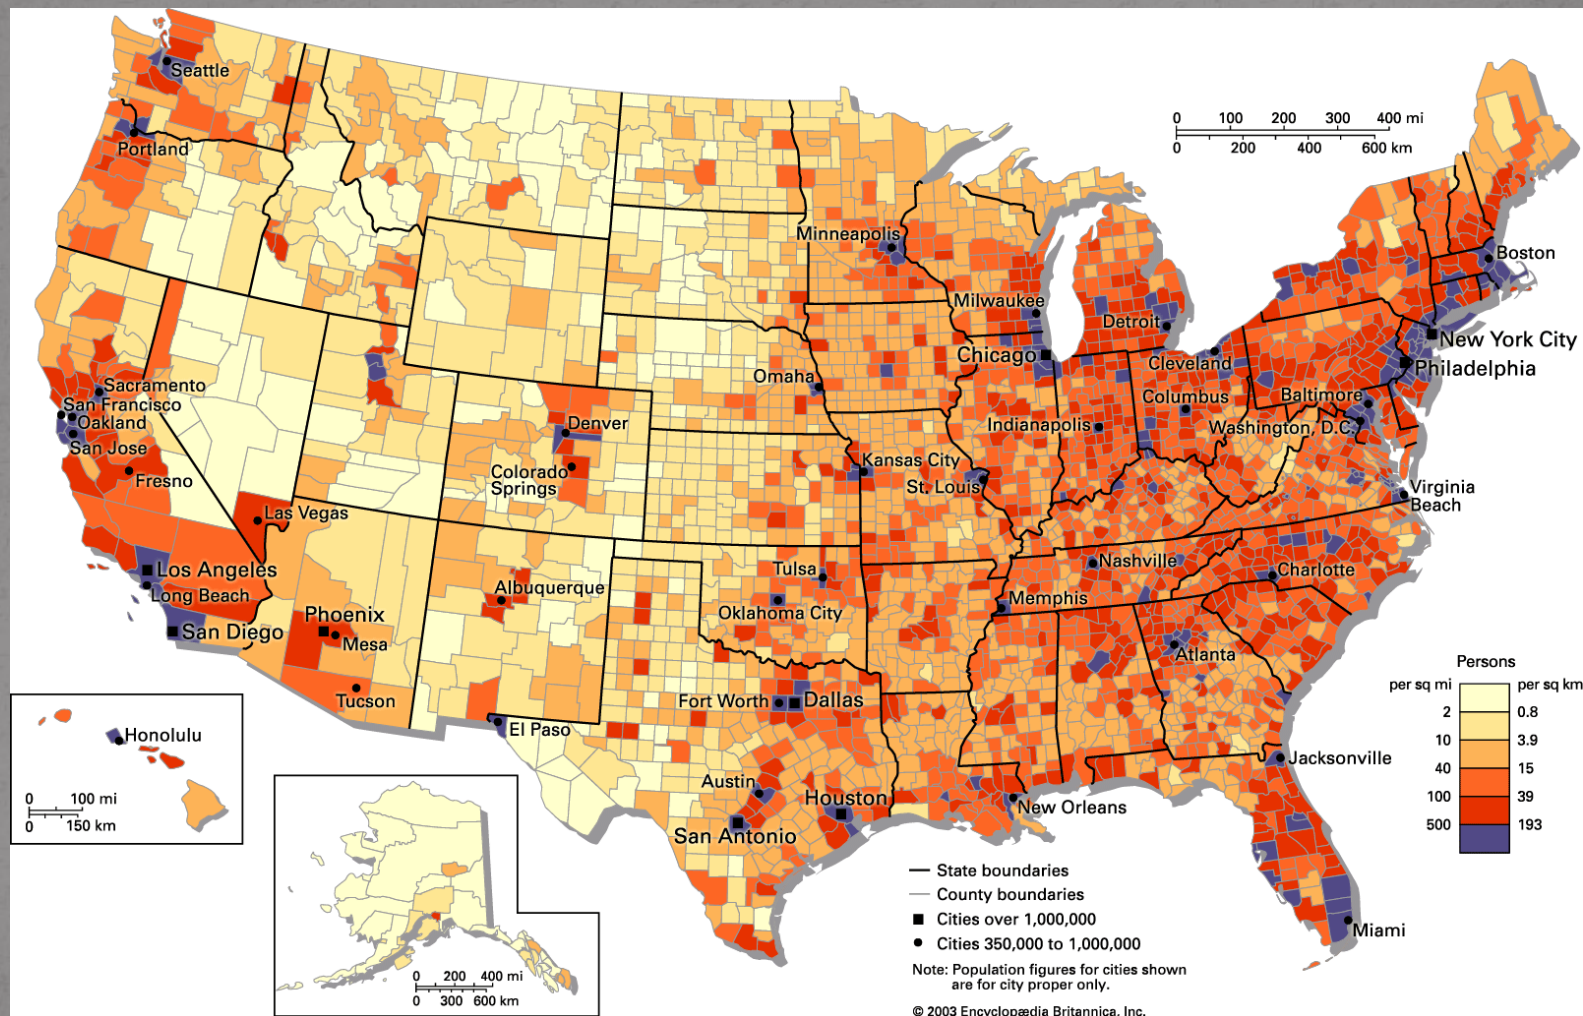 Seattle
Portland
Sacramento
San Francisco
Oakland
San Jose
Fresno
Las Vegas
Los Angeles
Long Beach
San Diego
Phoenix
Mesa
Tucson
Albuquerque
El Paso
Denver
Colorado
Springs
Minneapolis
Milwaukee
Chicago
Detroit
Cleveland
Columbus
Indianapolis
Omaha
Kansas City
St. Louis
Tulsa
Oklahoma City
Fort Worth
Dallas
Austin
San Antonio
Houston
New Orleans
Memphis
Nashville
Charlotte
Atlanta
Jacksonville
Miami
Boston
New York City
Philadelphia
Baltimore
Washington, D.C.
Virginia
Beach
0 100 200 300 400 mi
0 200 400 600 km
Honolulu
0 100 mi
0 150 km
0 200 400 mi
0 300 600 km
Persons
per sq mi per sq km
2 0.8
10 3.9
40 15
100 39
500 193
State boundaries
County boundaries
Cities over 1,000,000
Cities 350,000 to 1,000,000
Note: Population figures for cities shown
are for city proper only.
© 2003 Encyclopædia Britannica, Inc.